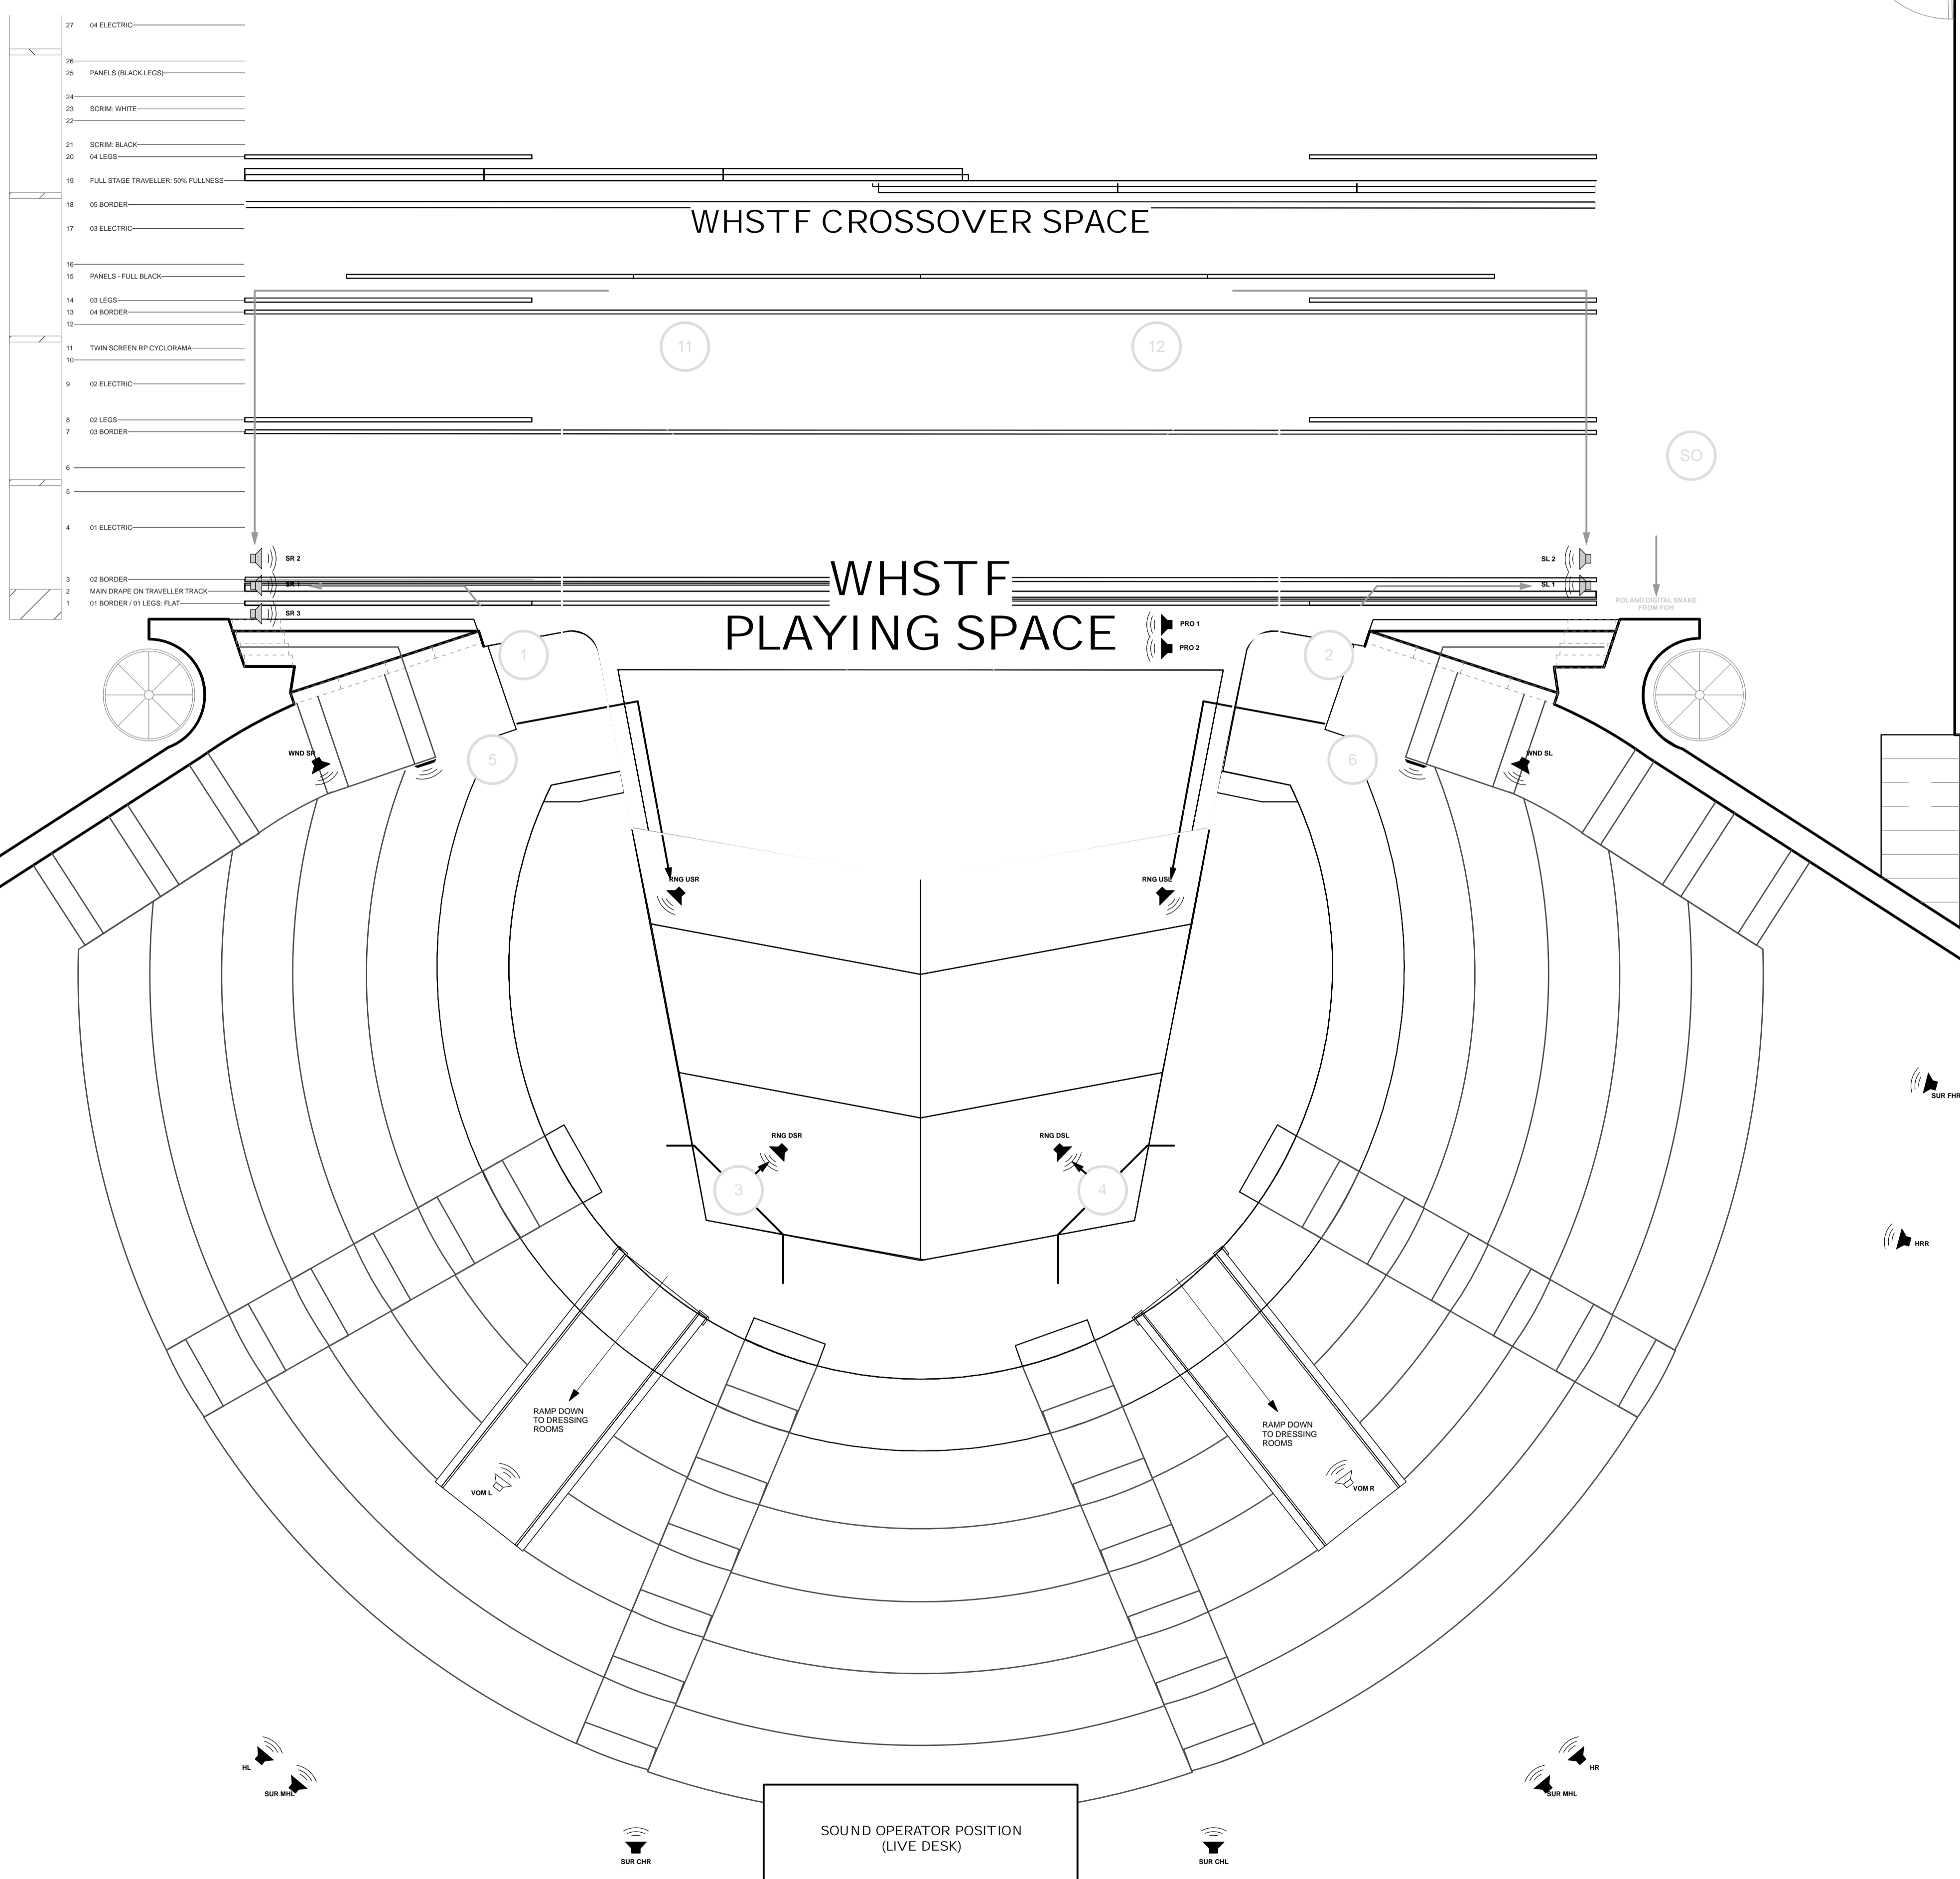 27 04 ELECTRIC
26
25 PANELS (BLACK LEGS)
24
23 SCRIM: WHITE
22
21 SCRIM: BLACK
20 04 LEGS
19 FULL STAGE TRAVELLER: 50% FULLNESS
18 05 BORDER
WHSTF CROSSOVER SPACE
17 03 ELECTRIC
16
15 PANELS - FULL BLACK
14 03 LEGS
13 04 BORDER
12
11 TWIN SCREEN RP CYCLORAMA
10
9 02 ELECTRIC
8 02 LEGS
7 03 BORDER
6
5
4 01 ELECTRIC
3 02 BORDER
2 MAIN DRAPE ON TRAVELLER TRACK
1 01 BORDER / 01 LEGS: FLAT
11
12
SO
SR 2
SL 2
SR 1
SL 1
SR 3
WHSTF
PLAYING SPACE
PRO 1
PRO 2
ROLAND DIGITAL SNAKE
FROM FOH
1
2
WND SR
5
6
WND SL
RNG USR
RNG USL
SUR FHR
RNG DSR
RNG DSL
3
4
HRR
RAMP DOWN
TO DRESSING
ROOMS
RAMP DOWN
TO DRESSING
ROOMS
VOM L
VOM R
HL
SUR MHL
HR
SUR MHL
SUR CHR
SOUND OPERATOR POSITION
(LIVE DESK)
SUR CHL